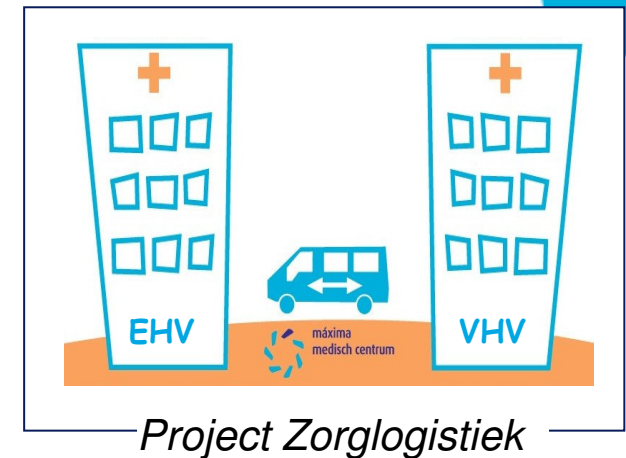 EHV
VHV
máxima
medisch centrum
Project Zorglogistiek